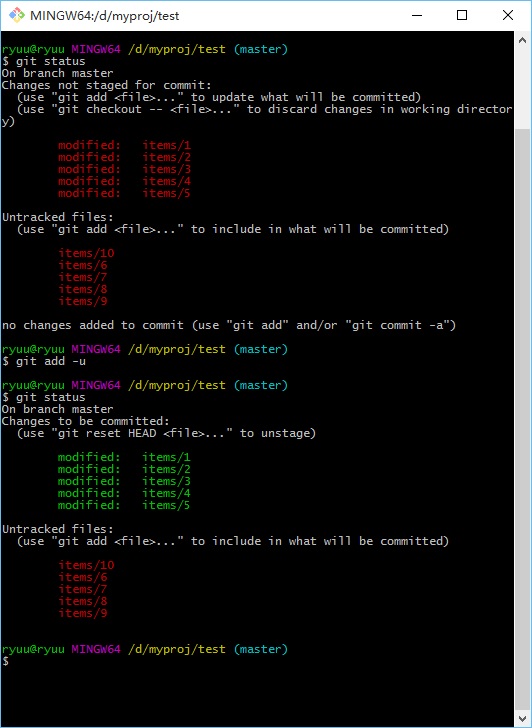 MINGW64:/d/myproj/test
ryuu@ryuu MINGW64 /d/myproj/test (master)
$ git status
On branch master
Changes not staged for commit:
  (use "git add <file>..." to update what will be committed)
  (use "git checkout -- <file>..." to discard changes in working director
y)
        modified:   items/1
        modified:   items/2
        modified:   items/3
        modified:   items/4
        modified:   items/5
Untracked files:
  (use "git add <file>..." to include in what will be committed)
        items/10
        items/6
        items/7
        items/8
        items/9
no changes added to commit (use "git add" and/or "git commit -a")
ryuu@ryuu MINGW64 /d/myproj/test (master)
$ git add -u
ryuu@ryuu MINGW64 /d/myproj/test (master)
$ git status
On branch master
Changes to be committed:
  (use "git reset HEAD <file>..." to unstage)
        modified:   items/1
        modified:   items/2
        modified:   items/3
        modified:   items/4
        modified:   items/5
Untracked files:
  (use "git add <file>..." to include in what will be committed)
        items/10
        items/6
        items/7
        items/8
        items/9
ryuu@ryuu MINGW64 /d/myproj/test (master)
$